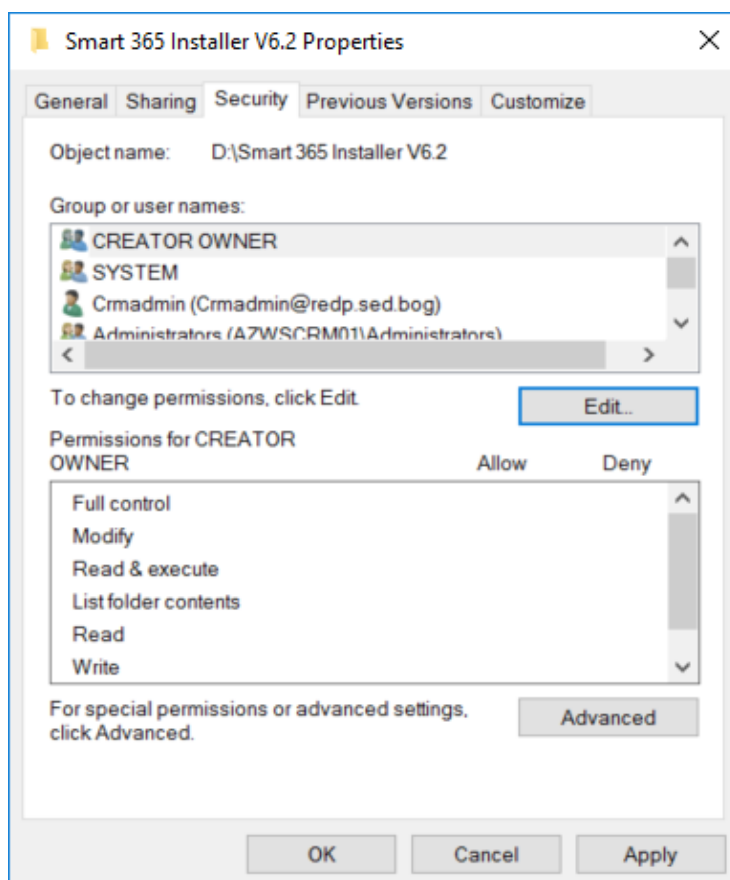 Smart 365 Installer V6.2 Properties
General Sharing Security Previous Versions Customize
Object name: D:\Smart 365 Installer V6.2
Group or user names:
CREATOR OWNER
SYSTEM
Crmadmin (Crmadmin@redp.sed.bog)
Administrators (AZWSCRM01\Administrators)
To change permissions, click Edit.
Edit...
Permissions for CREATOR
OWNER Allow Deny
Full control
Modify
Read & execute
List folder contents
Read
Write
For special permissions or advanced settings,
click Advanced.
Advanced
OK Cancel Apply